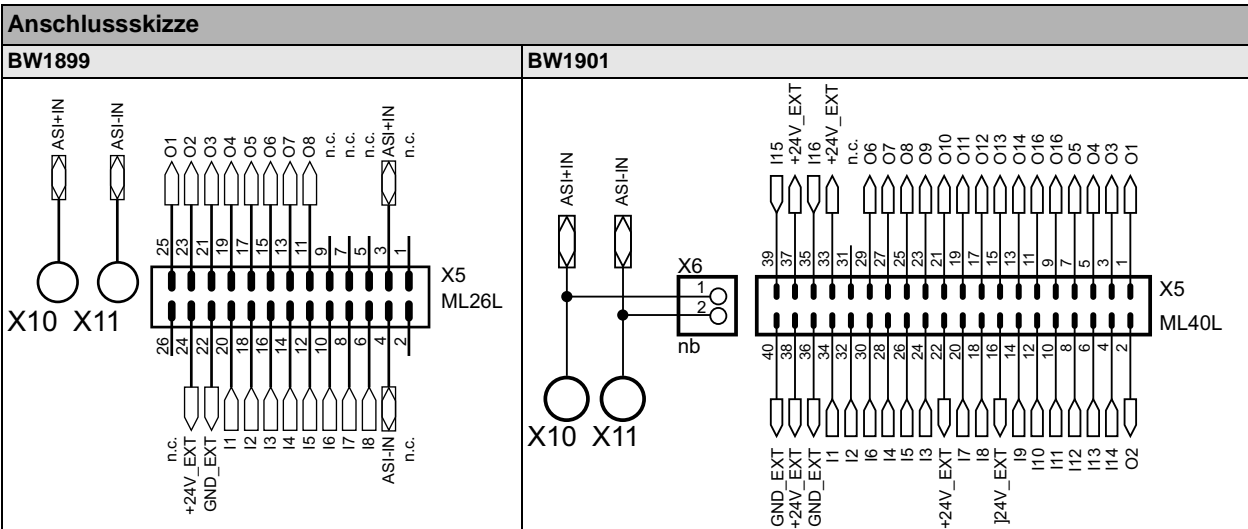 Anschlussskizze
BW1899
BW1901
ASI+IN
ASI-IN
O1
O2
O3
O4
O5
O6
O7
O8
n.c.
n.c.
n.c.
ASI+IN
n.c.
25
23
21
19
17
15
13
11
9
7
5
3
1
X5
ML26L
X10
X11
26
24
22
20
18
16
14
12
10
8
6
4
2
n.c.
+24V_EXT
GND_EXT
I1
I2
I3
I4
I5
I6
I7
I8
ASI-IN
n.c.
ASI+IN
ASI-IN
X6
1
2
nb
X10
X11
I15
+24V_EXT
I16
+24V_EXT
n.c.
O6
O7
O8
O9
O10
O11
O12
O13
O14
O16
O16
O5
O4
O3
O1
39
37
35
33
31
29
27
25
23
21
19
17
15
13
11
9
7
5
3
1
X5
ML40L
40
38
36
34
32
30
28
26
24
22
20
18
16
14
12
10
8
6
4
2
GND_EXT
+24V_EXT
GND_EXT
I1
I2
I6
I4
I5
I3
+24V_EXT
I7
I8
]24V_EXT
I9
I10
I11
I12
I13
I14
O2